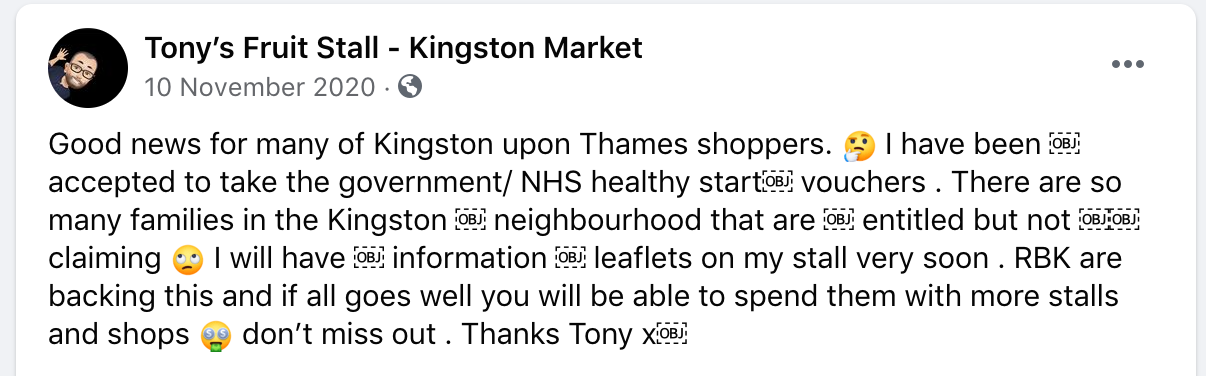 Tony’s Fruit Stall - Kingston Market
10 November 2020 ·
Good news for many of Kingston upon Thames shoppers. 🤔 I have been ￼
accepted to take the government/ NHS healthy start￼ vouchers . There are so
many families in the Kingston ￼ neighbourhood that are ￼ entitled but not ￼￼
claiming 🙄 I will have ￼ information ￼ leaflets on my stall very soon . RBK are
backing this and if all goes well you will be able to spend them with more stalls
and shops 🤑 don’t miss out . Thanks Tony x￼